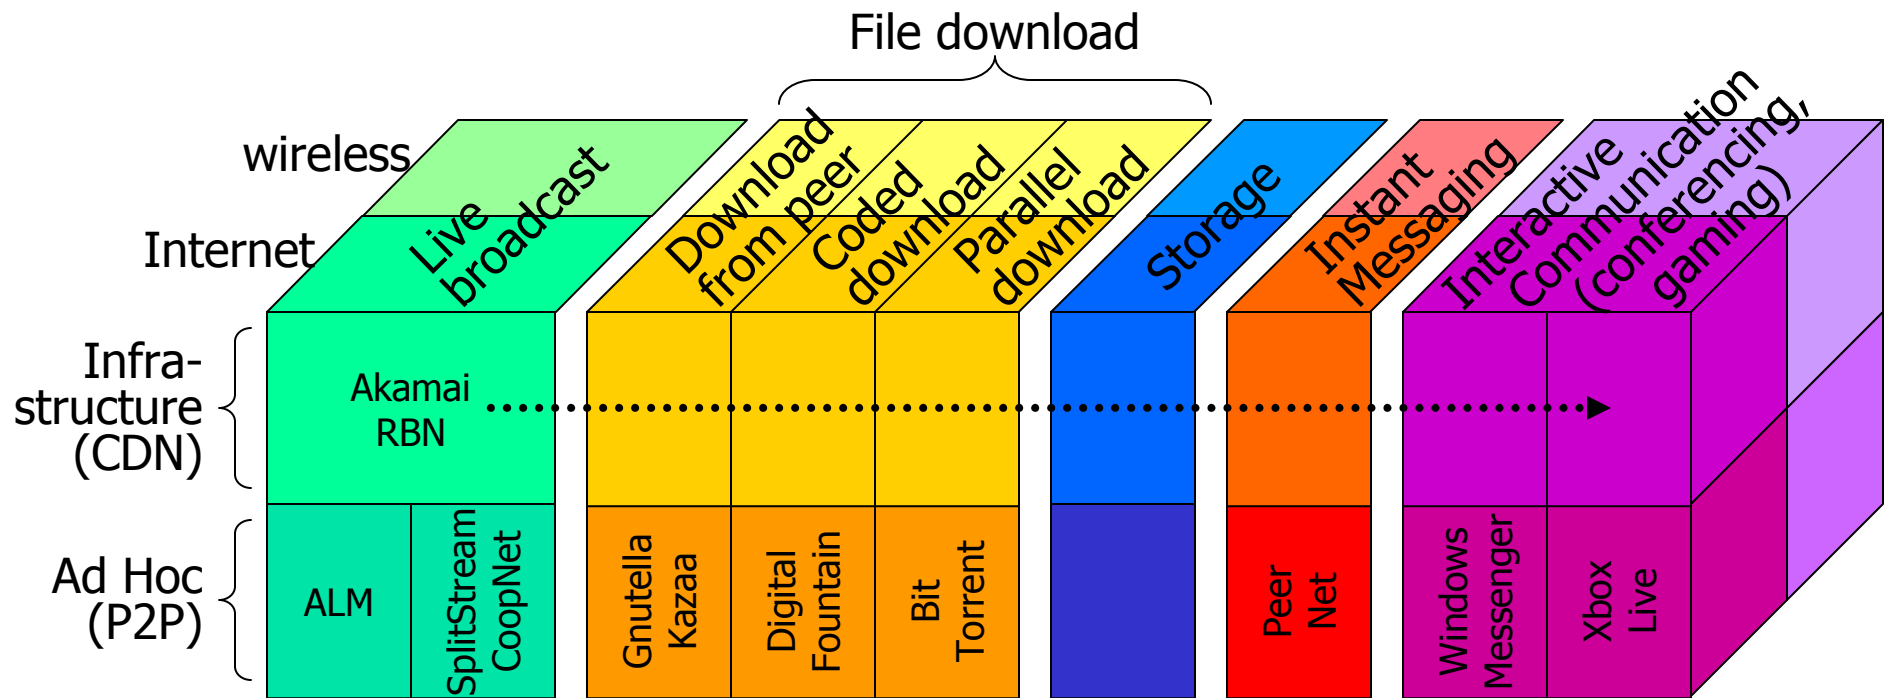 File download
wireless
Internet
Live
broadcast
Download
from peer
Coded
download
Parallel
download
Storage
Instant
Messaging
Interactive
Communication
(conferencing,
gaming)
Infra-
structure
(CDN)
Akamai
RBN
Ad Hoc
(P2P)
ALM
SplitStream
CoopNet
Gnutella
Kazaa
Digital
Fountain
Bit
Torrent
Peer
Net
Windows
Messenger
Xbox
Live